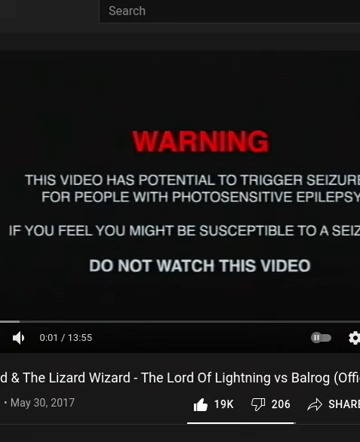 Search
WARNING
THIS VIDEO HAS POTENTIAL TO TRIGGER SEIZURE
FOR PEOPLE WITH PHOTOSENSITIVE EPILEPSY
IF YOU FEEL YOU MIGHT BE SUSCEPTIBLE TO A SEIZ
DO NOT WATCH THIS VIDEO
0:01 / 13:55
d & The Lizard Wizard - The Lord Of Lightning vs Balrog (Offi
• May 30, 2017
19K
206
SHARE